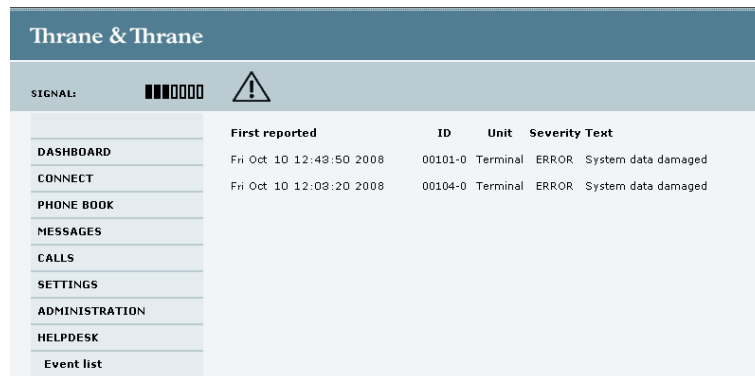 Thrane & Thrane
SIGNAL:
First reported ID Unit Severity Text
Fri Oct 10 12:43:50 2008 00101-0 Terminal ERROR System data damaged
Fri Oct 10 12:03:20 2008 00104-0 Terminal ERROR System data damaged
DASHBOARD
CONNECT
PHONE BOOK
MESSAGES
CALLS
SETTINGS
ADMINISTRATION
HELPDESK
Event list